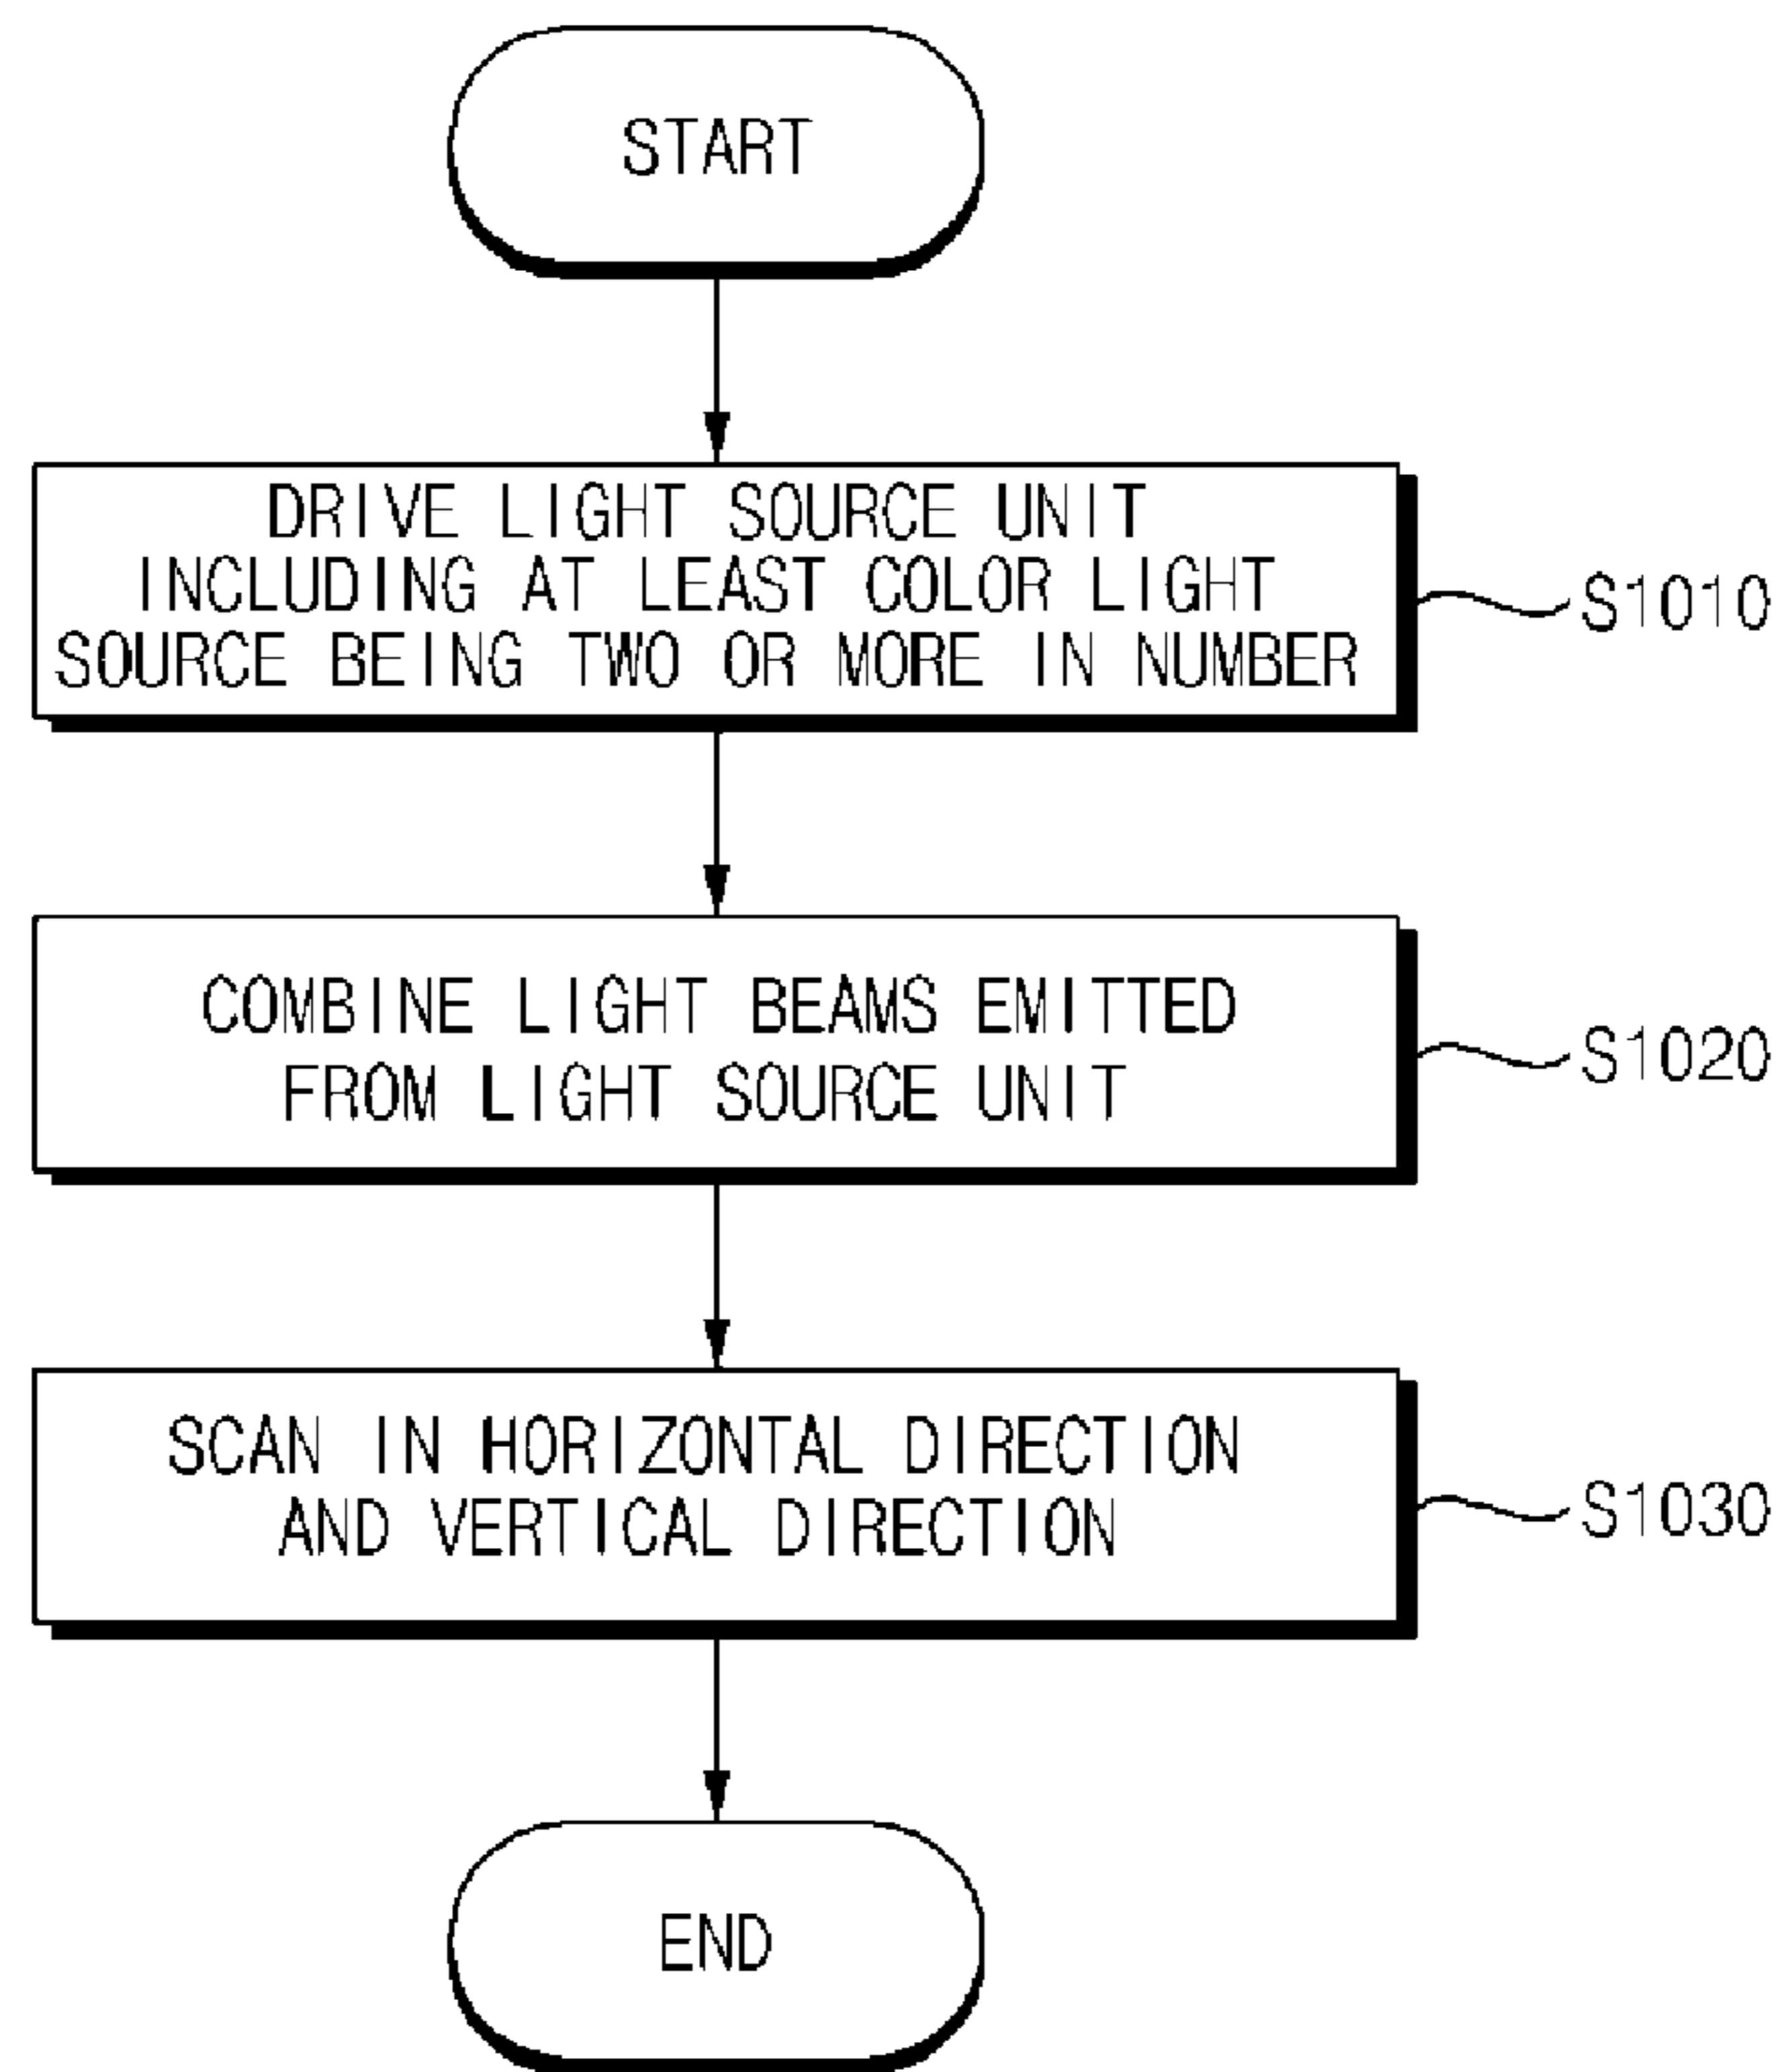 START
DRIVE LIGHT SOURCE UNIT
INCLUDING AT LEAST COLOR LIGHT
SOURCE BEING TWO OR MORE IN NUMBER
S1010
COMBINE LIGHT BEAMS EMITTED
FROM LIGHT SOURCE UNIT
S1020
SCAN IN HORIZONTAL DIRECTION
AND VERTICAL DIRECTION
S1030
END